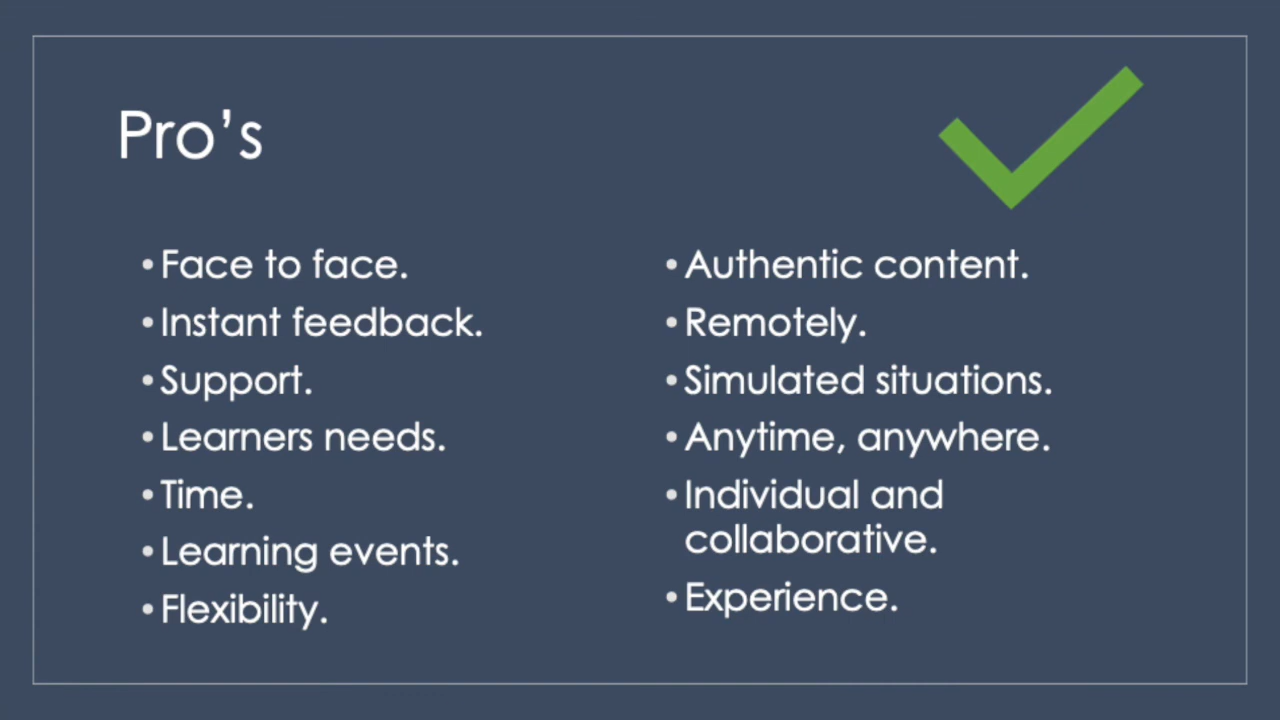 Pro’s
•Face to face.
•Instant feedback.
•Support.
•Learners needs.
•Time.
•Learning events.
•Flexibility.
•Authentic content.
•Remotely.
•Simulated situations.
•Anytime, anywhere.
•Individual and
collaborative.
•Experience.